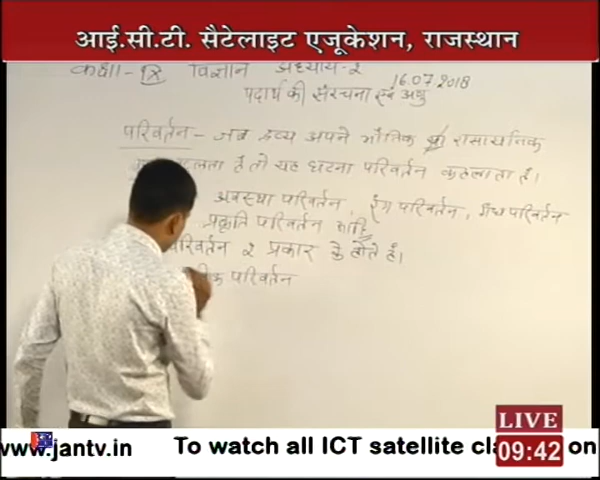 आई.सी.टी. सैटेलाइट एजूकेशन, राजस्थान
कक्षा-IX विज्ञान अध्याय-2
16.07.2018
पदार्थ की संरचना एवं अणु
परिवर्तन - जब द्रव्य अपने भौतिक रासायनिक
है तो यह घटना परिवर्तन कहलाता है।
अवस्था परिवर्तन, रंग परिवर्तन, गंध परिवर्तन
प्रकृति परिवर्तन आदि
परिवर्तन 2 प्रकार के होते हैं।
परिवर्तन
LIVE
09:42
www.jantv.in To watch all ICT satellite on